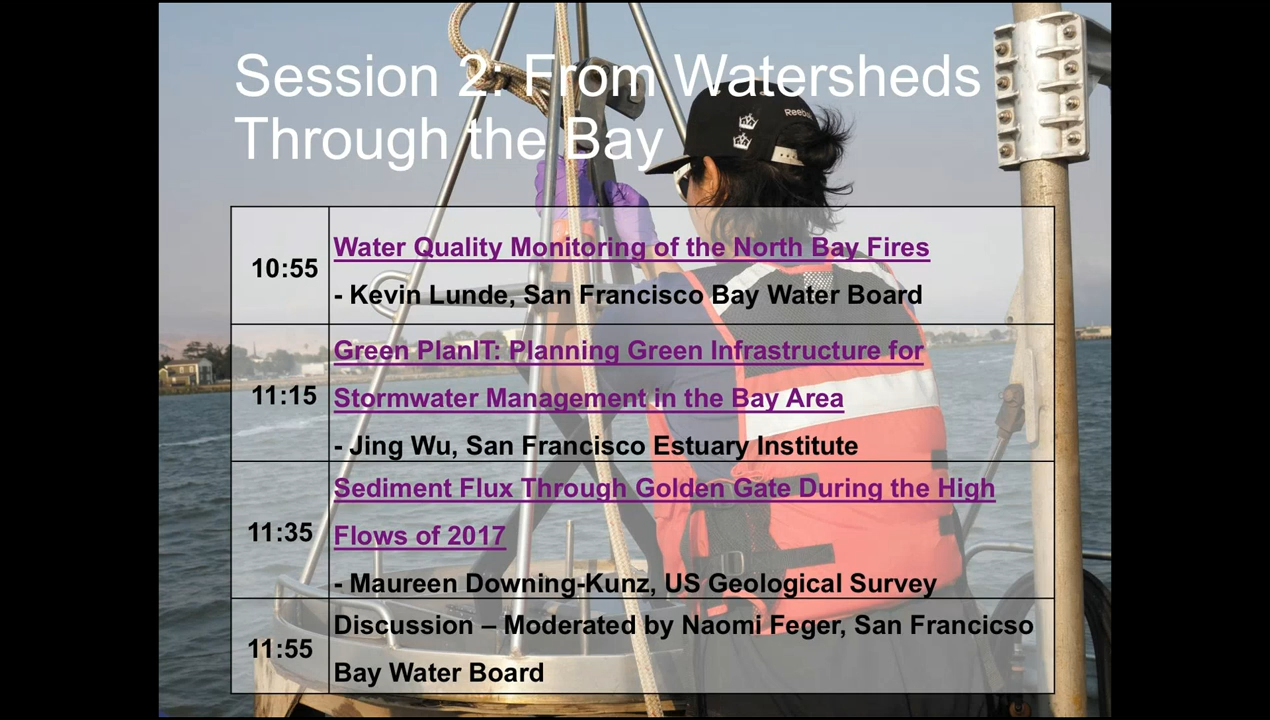 Session 2: From Watersheds
Through the Bay
Reebok
10:55
Water Quality Monitoring of the North Bay Fires
- Kevin Lunde, San Francisco Bay Water Board
11:15
Green PlanIT: Planning Green Infrastructure for
Stormwater Management in the Bay Area
- Jing Wu, San Francisco Estuary Institute
11:35
Sediment Flux Through Golden Gate During the High
Flows of 2017
- Maureen Downing-Kunz, US Geological Survey
11:55
Discussion – Moderated by Naomi Feger, San Francicso
Bay Water Board